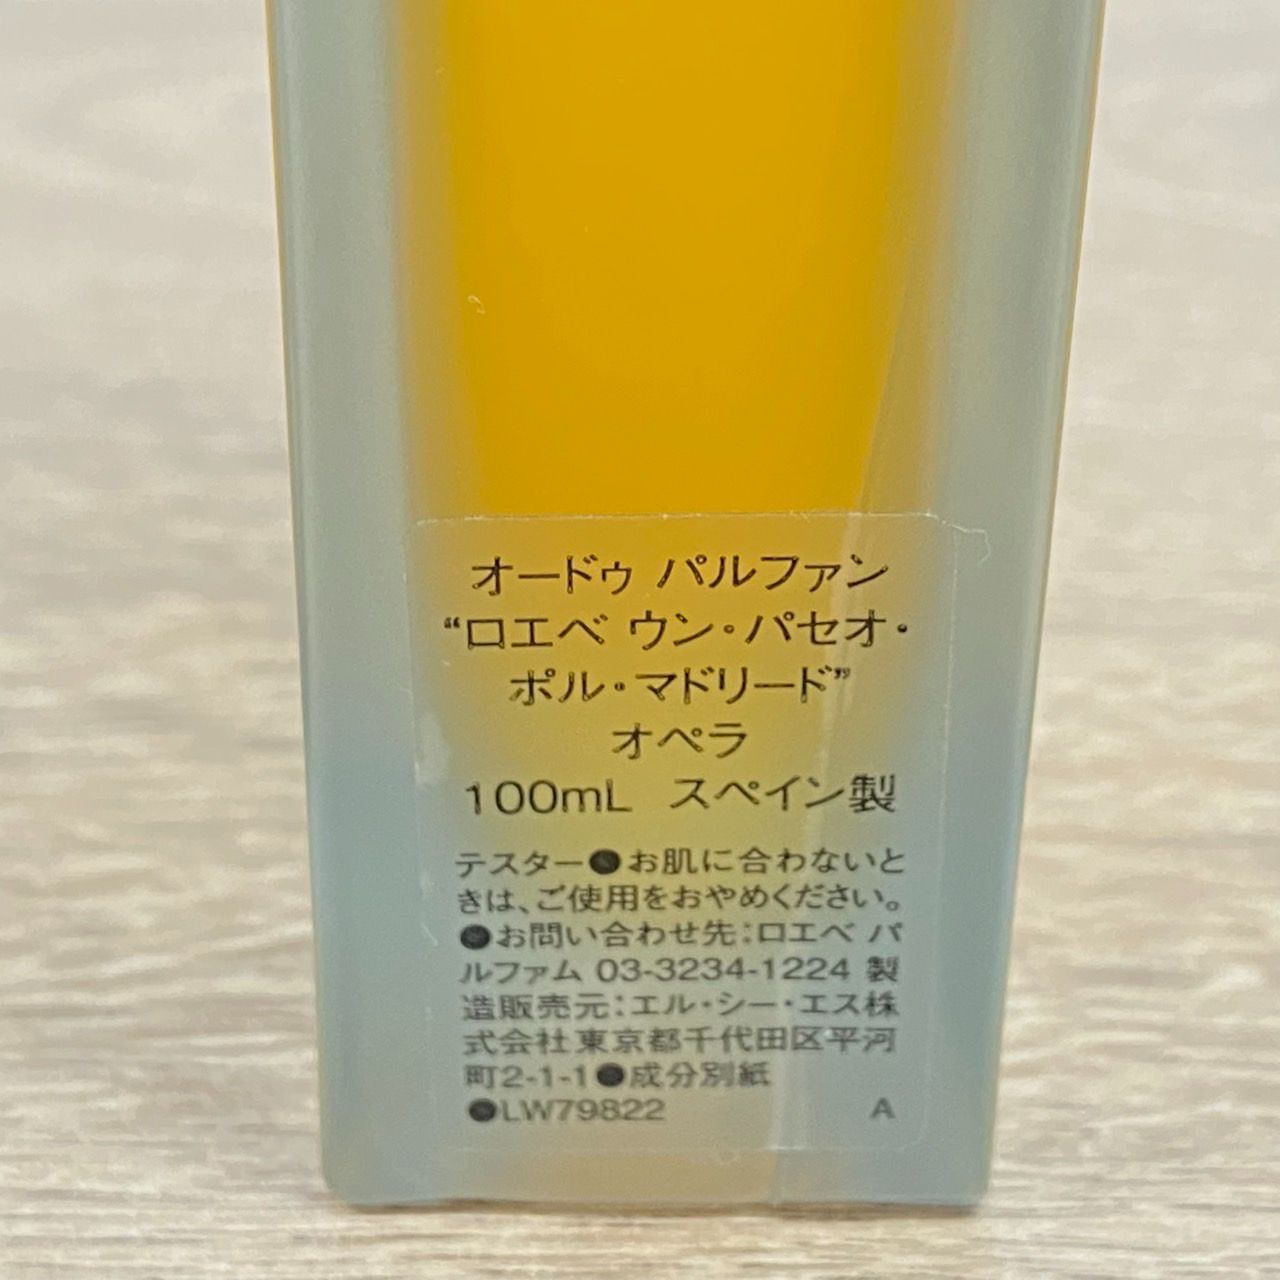 オードゥ パルファン
“ロエベ ウン・パセオ・
ポル・マドリード”
オペラ
100mL スペイン製
テスター●お肌に合わないと
きは、ご使用をおやめください。
●お問い合わせ先:ロエベ パ
ルファム 03-3234-1224 製
造販売元:エル・シー・エス株
式会社東京都千代田区平河
町2-1-1●成分別紙
●LW79822 A